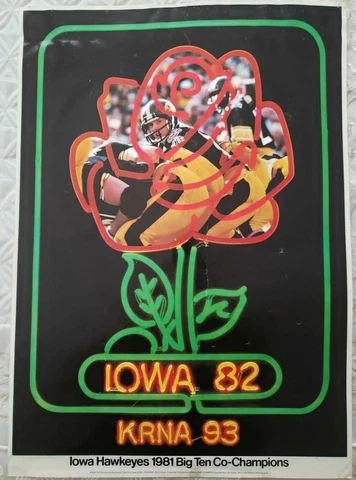 IOWA 82
KRNA 93
Iowa Hawkeyes 1981 Big Ten Co-Champions